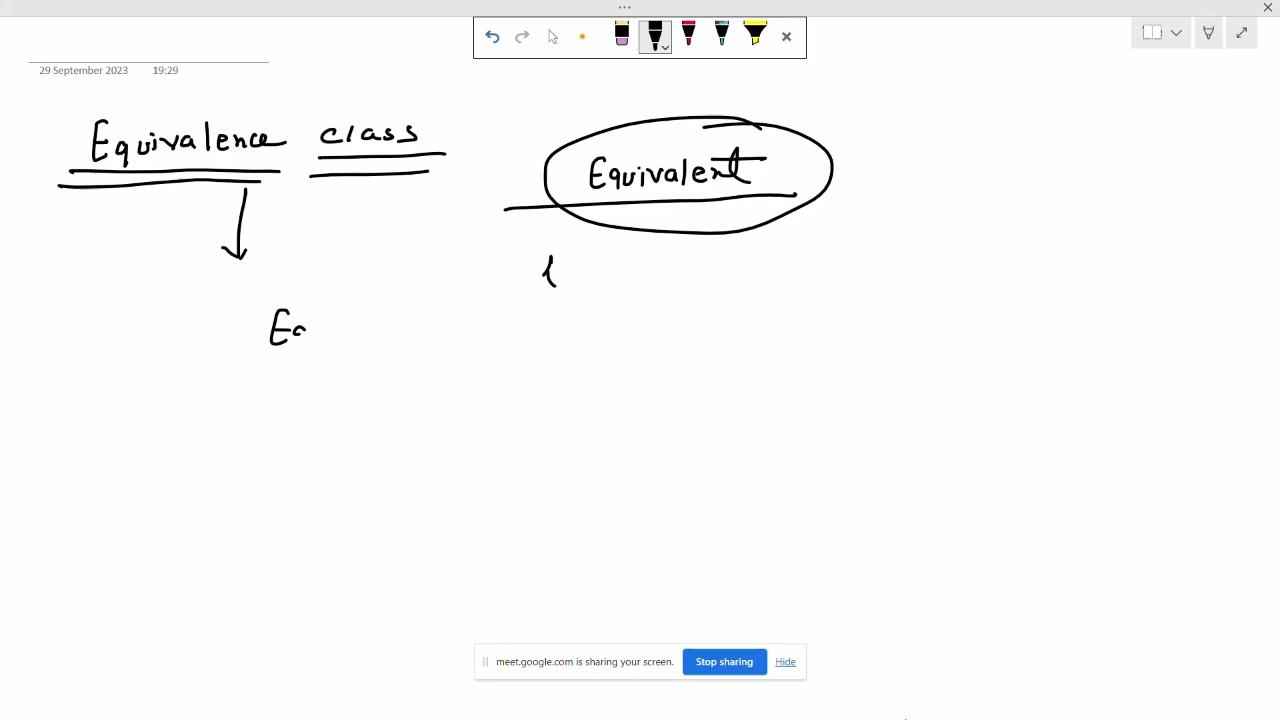 29 September 2023 19:29
Equivalence class
Equivalent
meet.google.com is sharing your screen. Stop sharing Hide